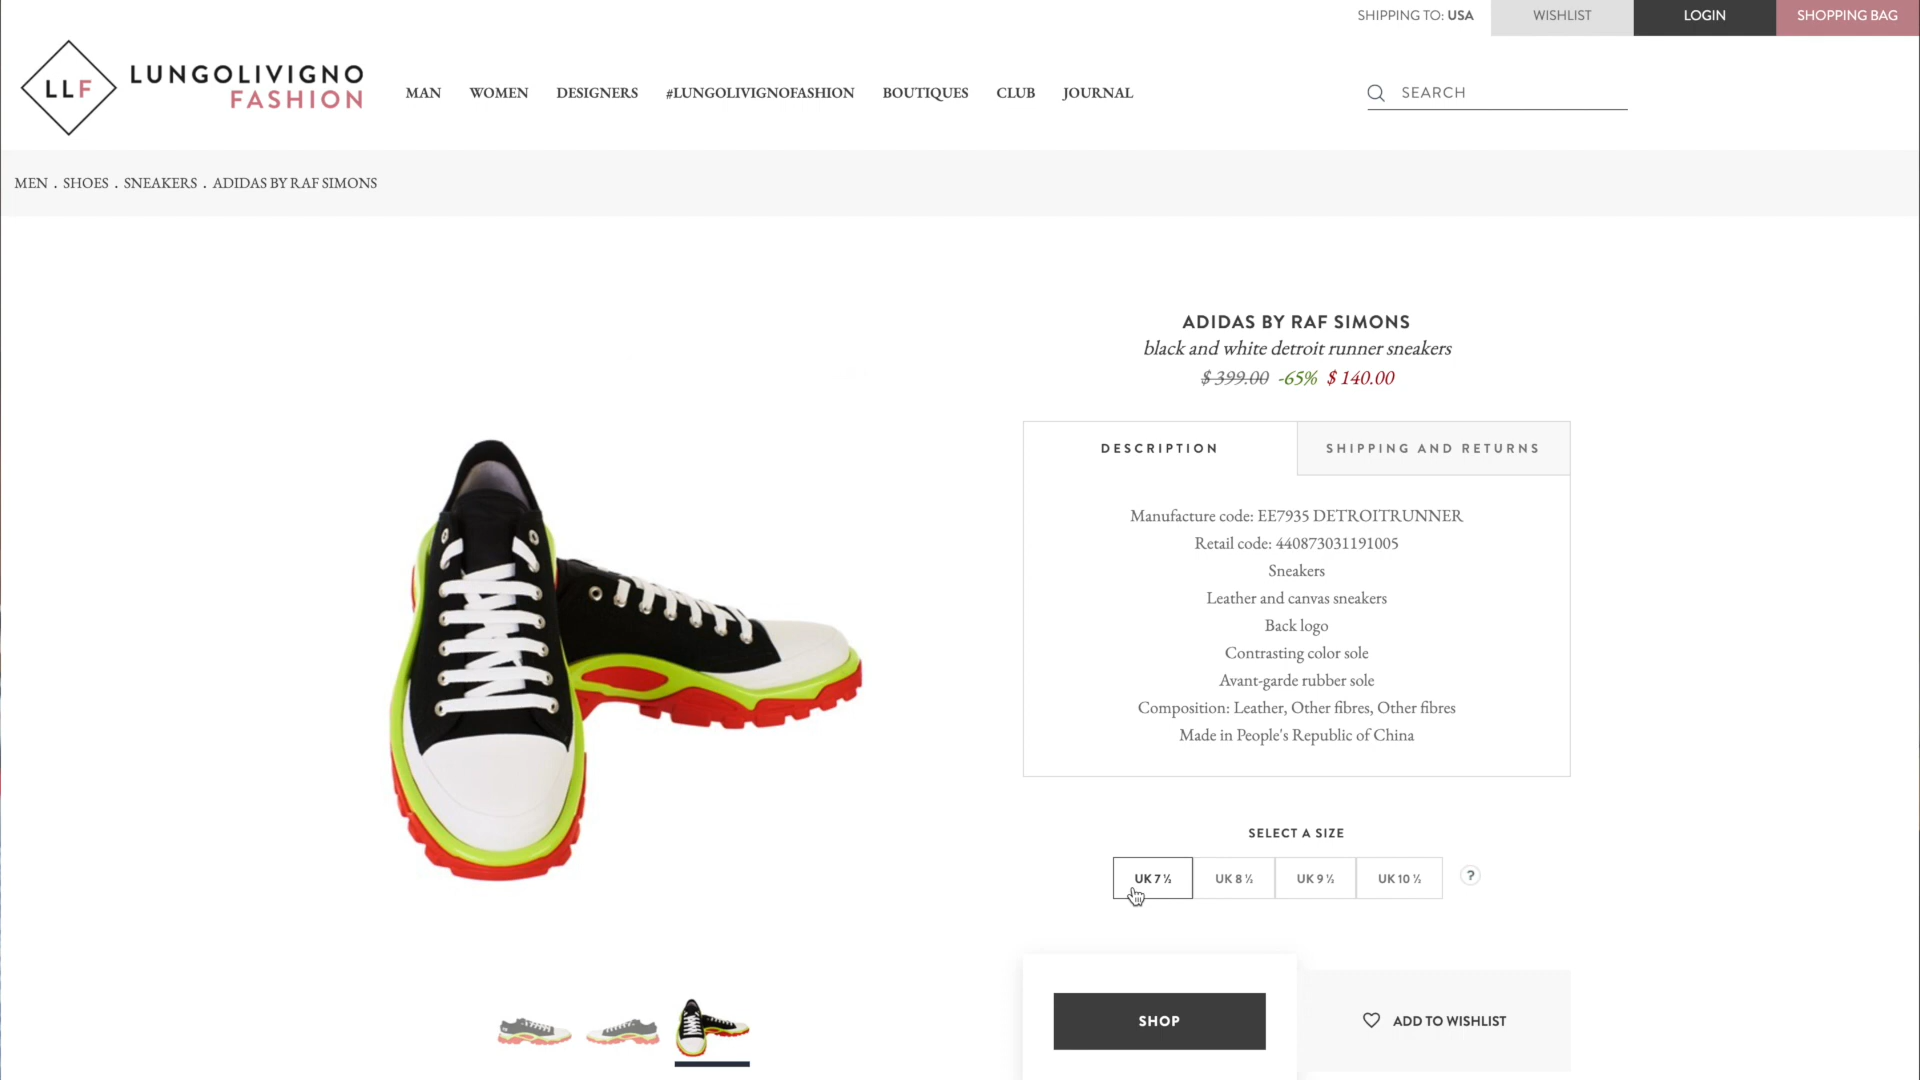 SHIPPING TO: USA
WISHLIST
LOGIN
SHOPPING BAG
LLF
LUNGOLIVIGNO
FASHION
MAN
WOMEN
DESIGNERS
#LUNGOLIVIGNOFASHION
BOUTIQUES
CLUB
JOURNAL
SEARCH
MEN . SHOES . SNEAKERS . ADIDAS BY RAF SIMONS
ADIDAS BY RAF SIMONS
black and white detroit runner sneakers
$ 399.00 -65% $ 140.00
DESCRIPTION
SHIPPING AND RETURNS
Manufacture code: EE7935 DETROITRUNNER
Retail code: 440873031191005
Sneakers
Leather and canvas sneakers
Back logo
Contrasting color sole
Avant-garde rubber sole
Composition: Leather, Other fibres, Other fibres
Made in People's Republic of China
SELECT A SIZE
UK 7 ½
UK 8 ½
UK 9 ½
UK 10 ½
?
SHOP
ADD TO WISHLIST